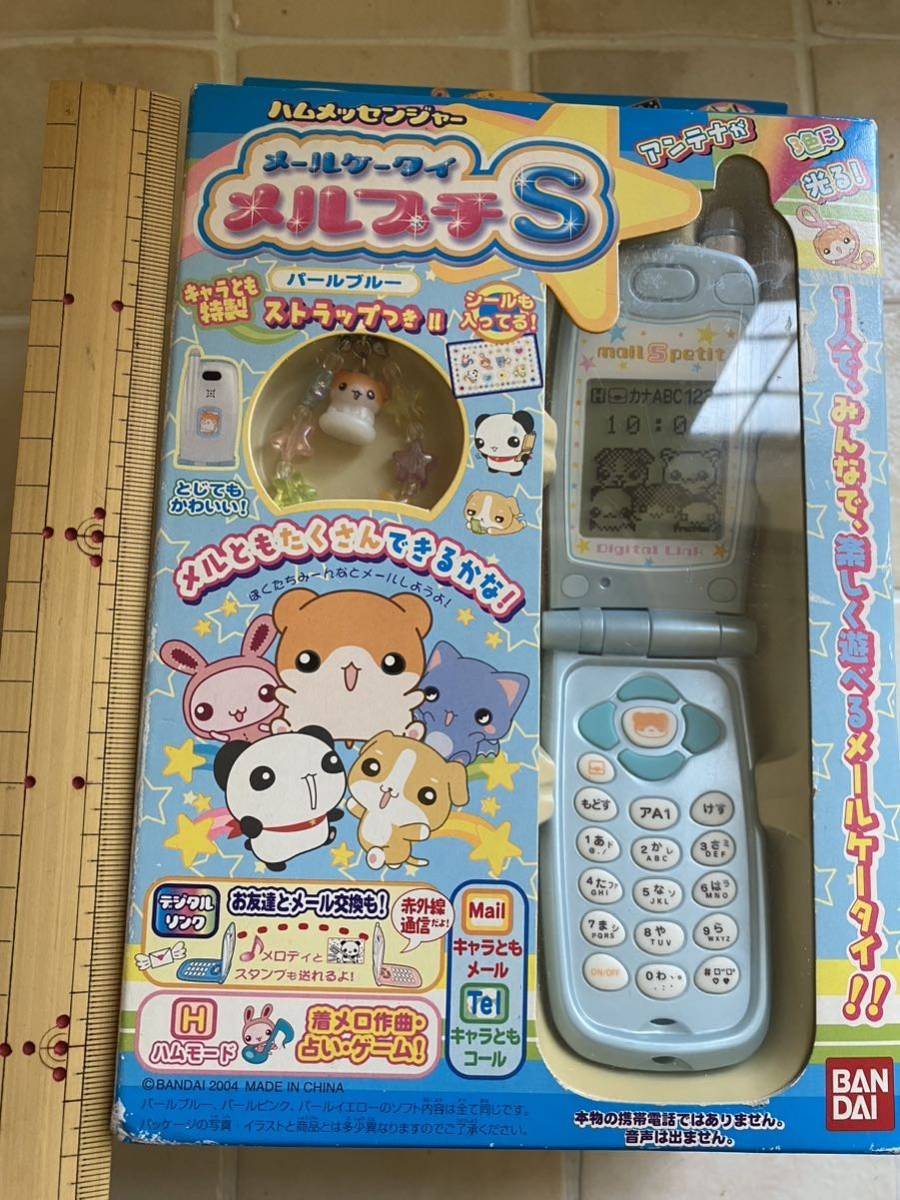 ハムメッセンジャー
メールケータイ
メルプチS
パールブルー
キャラとも
特製
ストラップつき!!
シールも
入ってる!
アンテナが
3色に
光る!
とじても
かわいい!
mail S petit
カナABC12
10:0
Digital Link
メルともたくさんできるかな!
ぼくたちみーんなとメールしようよ!
1人で、みんなで、楽しく遊べるメールケータイ!!
もどす
アA1
けす
1あ
@./
2か
ABC
3さ
DEF
4た
GHI
5な
JKL
6は
MNO
7ま
PQRS
8や
TUV
9ら
WXYZ
ON/OFF
0わ
#
デジタル
リンク
お友達とメール交換も!
赤外線
通信だよ!
メロディと
スタンプも送れるよ!
Mail
キャラとも
メール
Tel
キャラとも
コール
H
ハムモード
着メロ作曲・
占い・ゲーム!
©BANDAI 2004 MADE IN CHINA
パールブルー、パールピンク、パールイエローのソフト内容は全て同じです。
パッケージの写真・イラストと商品とは多少異なりますのでご了承ください。
本物の携帯電話ではありません。
音声は出ません。
BAN
DAI